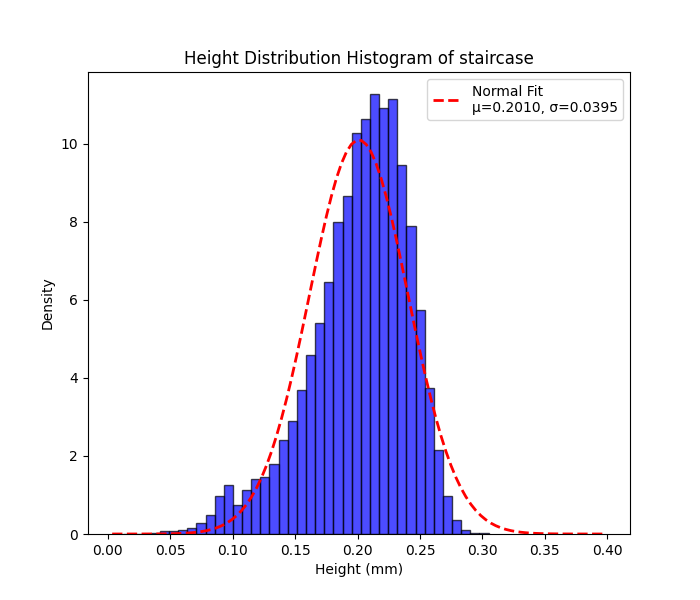 Height Distribution Histogram of staircase
Normal Fit
μ=0.2010, σ=0.0395
Density
10
8
6
4
2
0
0.00 0.05 0.10 0.15 0.20 0.25 0.30 0.35 0.40
Height (mm)